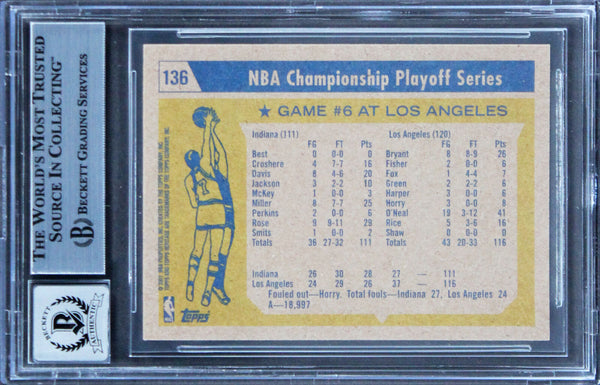 THE WORLD'S MOST TRUSTED
SOURCE IN COLLECTING™
BECKETT GRADING SERVICES
B
BECKETT
AUTHENTIC
136
NBA Championship Playoff Series
★ GAME #6 AT LOS ANGELES
Indiana (111) Los Angeles (120)
FG FT Pts FG FT Pts
Best 0 0-0 0 Bryant 8 8-9 26
Croshere 4 7-7 16 Fisher 2 0-0 6
Davis 8 4-6 20 Fox 1 4-4 7
Jackson 3 2-2 10 Green 2 2-2 6
McKey 1 0-0 0 Harper 3 0-0 6
Miller 8 7-7 25 Horry 3 0-0 8
Perkins 2 0-0 6 O'Neal 19 3-12 41
Rose 9 9-11 29 Rice 5 3-6 16
Smits 1 0-0 2 Shaw 0 0-0 0
Totals 36 27-32 111 Totals 43 20-33 116
Indiana 26 30 28 27 — 111
Los Angeles 24 29 26 37 — 116
Fouled out—Horry. Total fouls—Indiana 27, Los Angeles 24
A—18,997
NBA
Topps